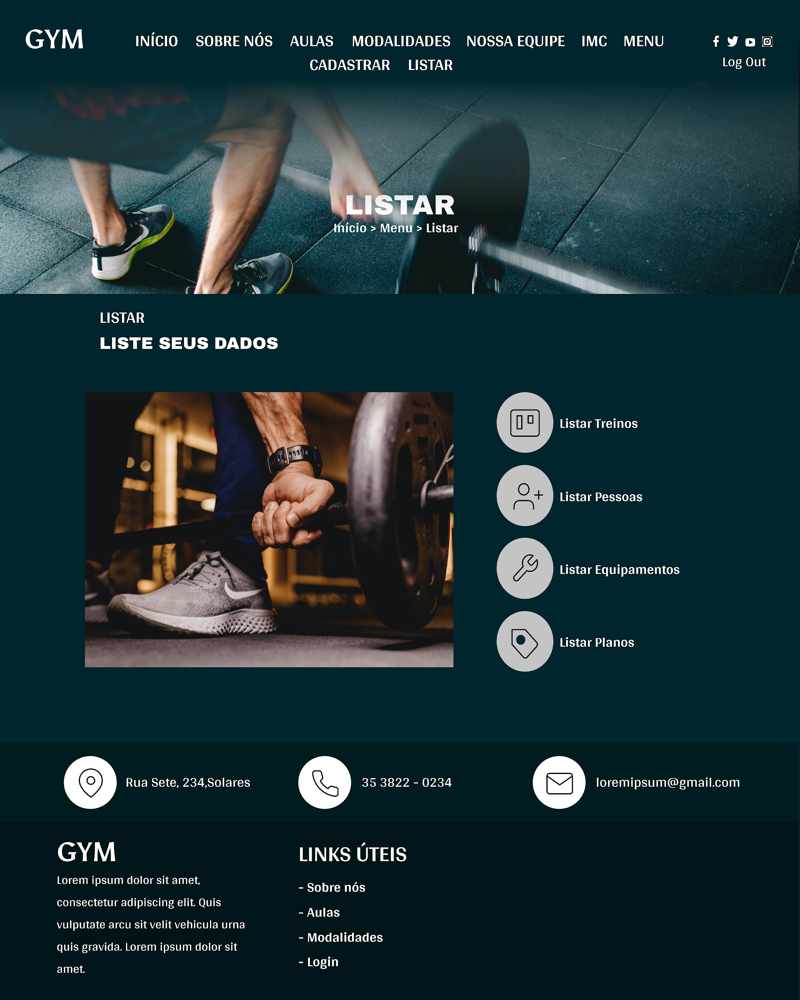 GYM
INÍCIO SOBRE NÓS AULAS MODALIDADES NOSSA EQUIPE IMC MENU
CADASTRAR LISTAR
Log Out
LISTAR
Início > Menu > Listar
LISTAR
LISTE SEUS DADOS
Listar Treinos
Listar Pessoas
Listar Equipamentos
Listar Planos
Rua Sete, 234,Solares
35 3822 - 0234
loremipsum@gmail.com
GYM
Lorem ipsum dolor sit amet,
consectetur adipiscing elit. Quis
vulputate arcu sit velit vehicula urna
quis gravida. Lorem ipsum dolor sit
amet.
LINKS ÚTEIS
- Sobre nós
- Aulas
- Modalidades
- Login